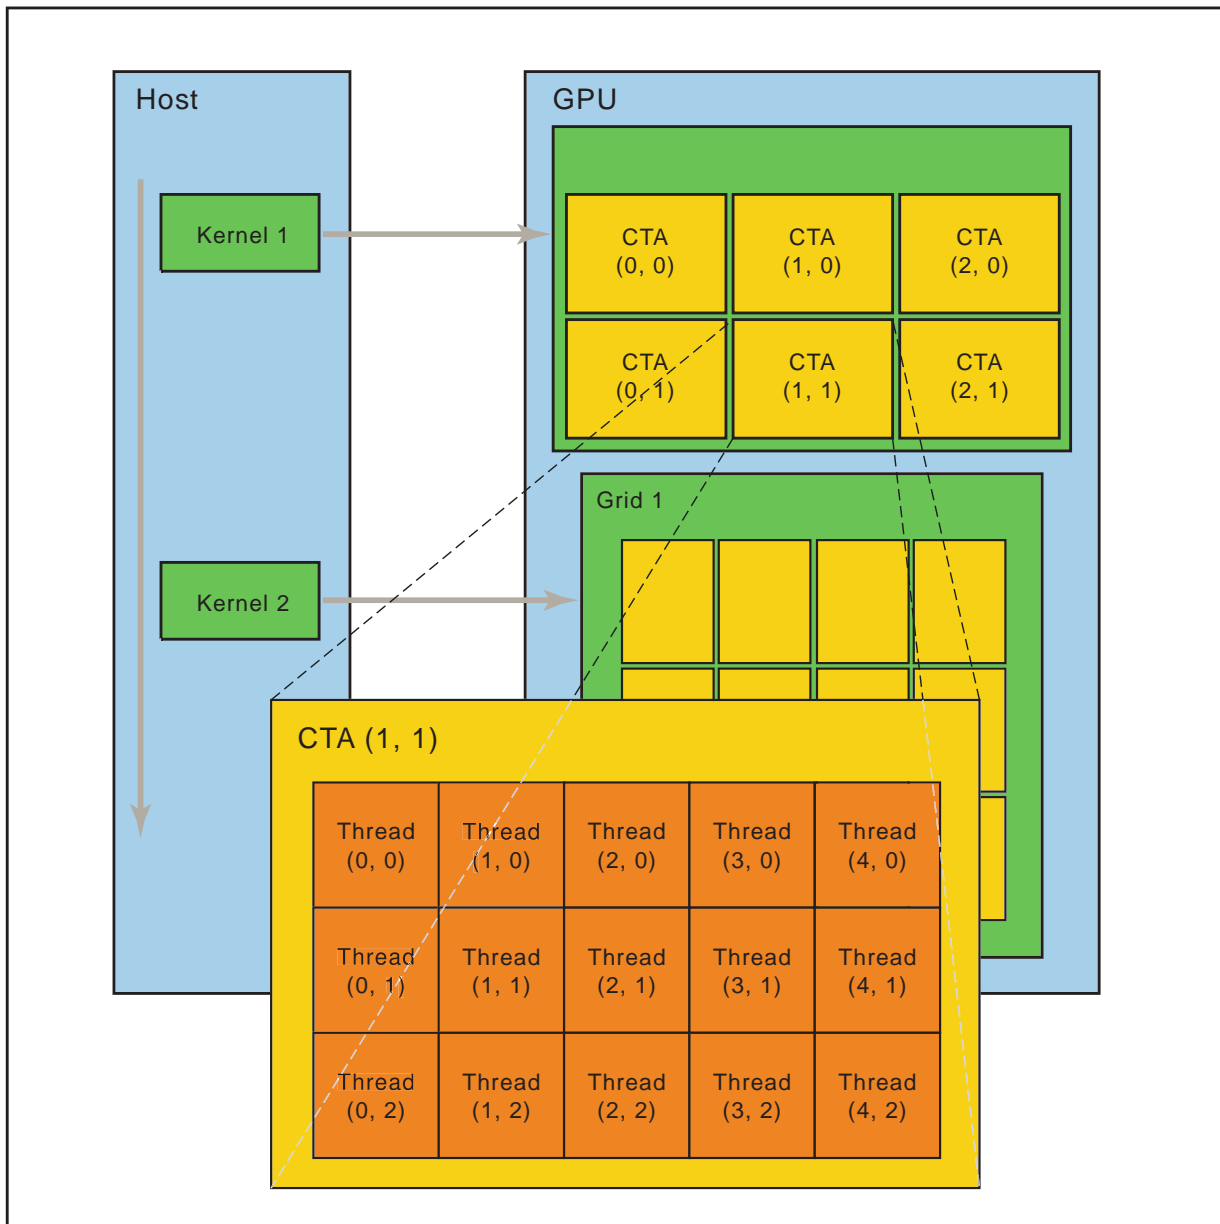 Host
GPU
Kernel 1
CTA
(0, 0)
CTA
(1, 0)
CTA
(2, 0)
CTA
(0, 1)
CTA
(1, 1)
CTA
(2, 1)
Grid 1
Kernel 2
CTA (1, 1)
Thread
(0, 0)
Thread
(1, 0)
Thread
(2, 0)
Thread
(3, 0)
Thread
(4, 0)
Thread
(0, 1)
Thread
(1, 1)
Thread
(2, 1)
Thread
(3, 1)
Thread
(4, 1)
Thread
(0, 2)
Thread
(1, 2)
Thread
(2, 2)
Thread
(3, 2)
Thread
(4, 2)